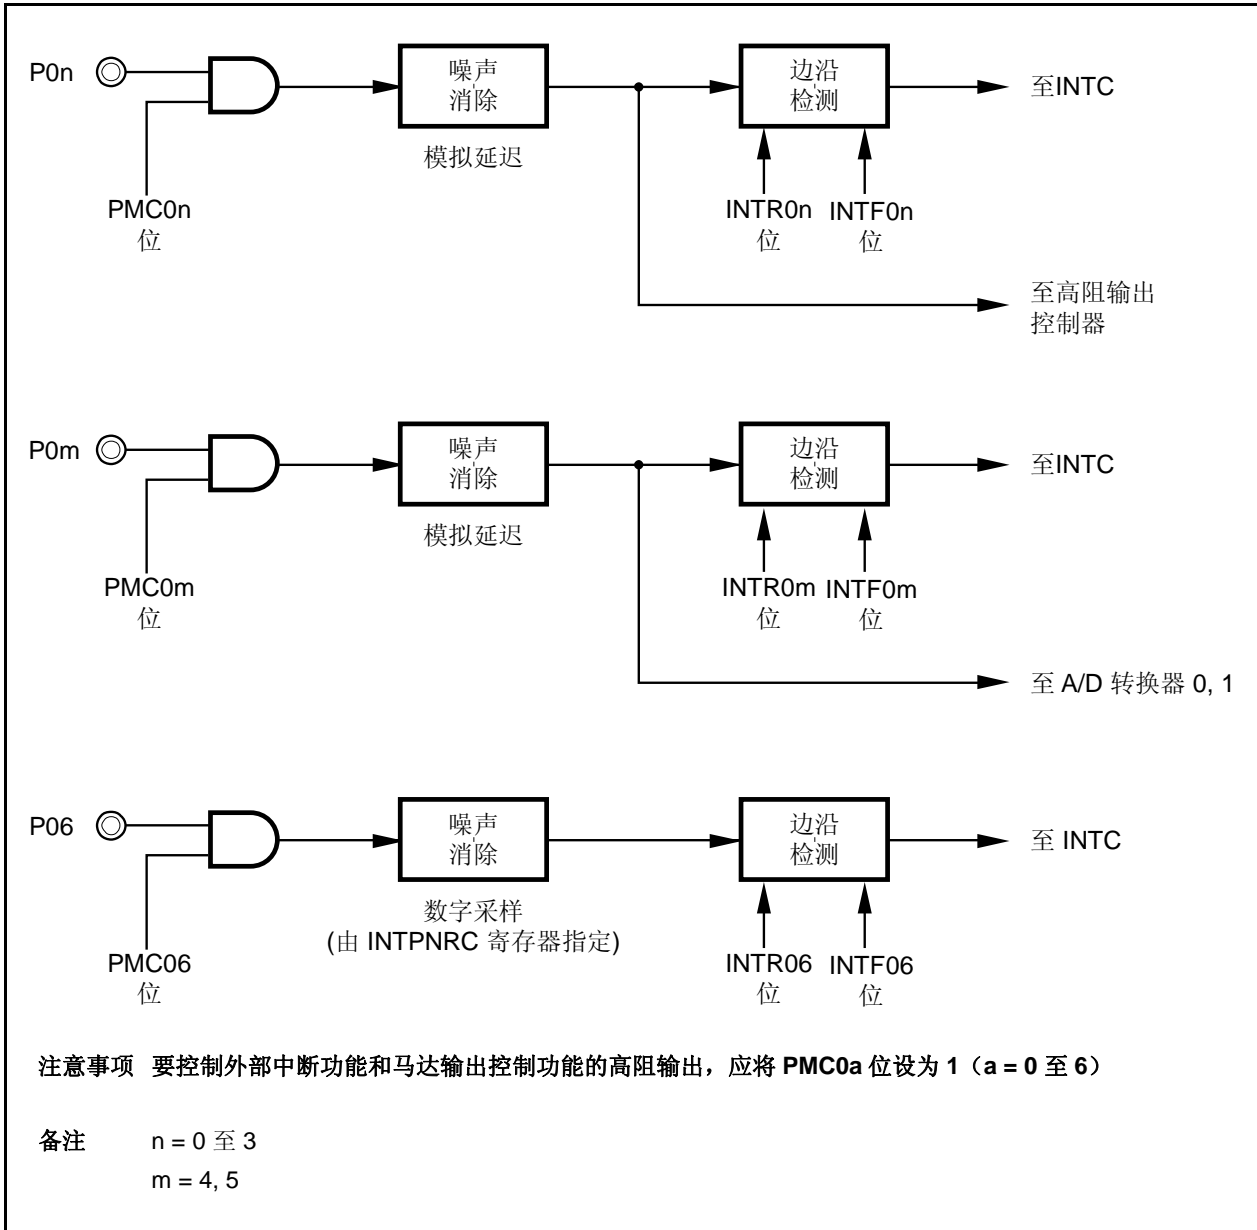 P0n
噪声
消除
模拟延迟
边沿
检测
至INTC
PMC0n
位
INTR0n
位
INTF0n
位
至高阻输出
控制器
P0m
噪声
消除
模拟延迟
边沿
检测
至INTC
PMC0m
位
INTR0m
位
INTF0m
位
至 A/D 转换器 0, 1
P06
噪声
消除
数字采样
(由 INTPNRC 寄存器指定)
边沿
检测
至 INTC
PMC06
位
INTR06
位
INTF06
位
注意事项 要控制外部中断功能和马达输出控制功能的高阻输出，应将 PMC0a 位设为 1（a = 0 至 6）
备注 n = 0 至 3
m = 4, 5